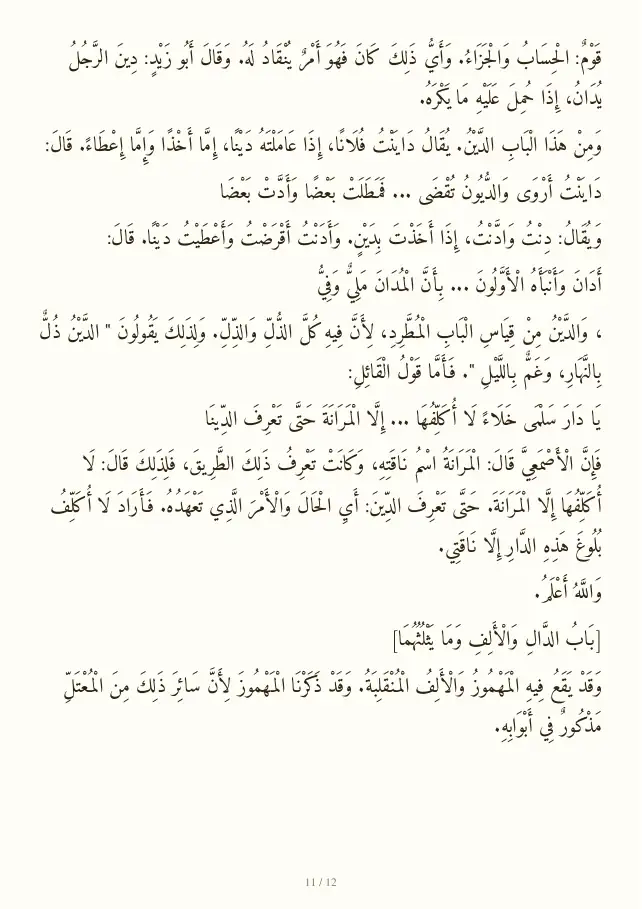 قَوْمٌ: الْحِسَابُ وَالْجَزَاءُ. وَأَيُّ ذَلِكَ كَانَ فَهُوَ أَمْرٌ يُنْقَادُ لَهُ. وَقَالَ أَبُو زَيْدٍ: دِينَ الرَّجُلُ
يُدَانُ، إِذَا حُمِلَ عَلَيْهِ مَا يَكْرَهُ.
وَمِنْ هَذَا الْبَابِ الدَّيْنُ. يُقَالُ دَايَنْتُ فُلَانًا، إِذَا عَامَلْتَهُ دَيْنًا، إِمَّا أَخْذًا وَإِمَّا إِعْطَاءً. قَالَ:
دَايَنْتُ أَرْوَى وَالدُّيُونُ تُقْضَى ... فَمَطَلَتْ بَعْضًا وَأَدَّتْ بَعْضَا
وَيُقَالُ: دِنْتُ وَادَّنْتُ، إِذَا أَخَذْتَ بِدَيْنٍ. وَأَدَنْتُ أَقْرَضْتُ وَأَعْطَيْتُ دَيْنًا. قَالَ:
أَدَانَ وَأَنْبَأَهُ الْأَوَّلُونَ ... بِأَنَّ الْمُدَانَ مَلِيٌّ وَفِيُّ
، وَالدَّيْنُ مِنْ قِيَاسِ الْبَابِ الْمُطَّرِدِ، لِأَنَّ فِيهِ كُلَّ الذُّلِّ وَالذِّلِّ. وَلِذَلِكَ يَقُولُونَ " الدَّيْنُ ذُلٌّ
بِالنَّهَارِ، وَغَمٌّ بِاللَّيْلِ ". فَأَمَّا قَوْلُ الْقَائِلِ:
يَا دَارَ سَلْمَى خَلَاءً لَا أُكَلِّفُهَا ... إِلَّا الْمَرَانَةَ حَتَّى تَعْرِفَ الدِّينَا
فَإِنَّ الْأَصْمَعِيَّ قَالَ: الْمَرَانَةُ اسْمُ نَاقَتِهِ، وَكَانَتْ تَعْرِفُ ذَلِكَ الطَّرِيقَ، فَلِذَلِكَ قَالَ: لَا
أُكَلِّفُهَا إِلَّا الْمَرَانَةَ. حَتَّى تَعْرِفَ الدِّينَ: أَيِ الْحَالَ وَالْأَمْرَ الَّذِي تَعْهَدُهُ. فَأَرَادَ لَا أُكَلِّفُ
بُلُوغَ هَذِهِ الدَّارِ إِلَّا نَاقَتِي.
وَاللَّهُ أَعْلَمُ.
[بَابُ الدَّالِ وَالْأَلِفِ وَمَا يَثْلُثُهُمَا]
وَقَدْ يَقَعُ فِيهِ الْمَهْمُوزُ وَالْأَلِفُ الْمُنْقَلِبَةُ. وَقَدْ ذَكَرْنَا الْمَهْمُوزَ لِأَنَّ سَائِرَ ذَلِكَ مِنَ الْمُعْتَلِّ
مَذْكُورٌ فِي أَبْوَابِهِ.
11 / 12